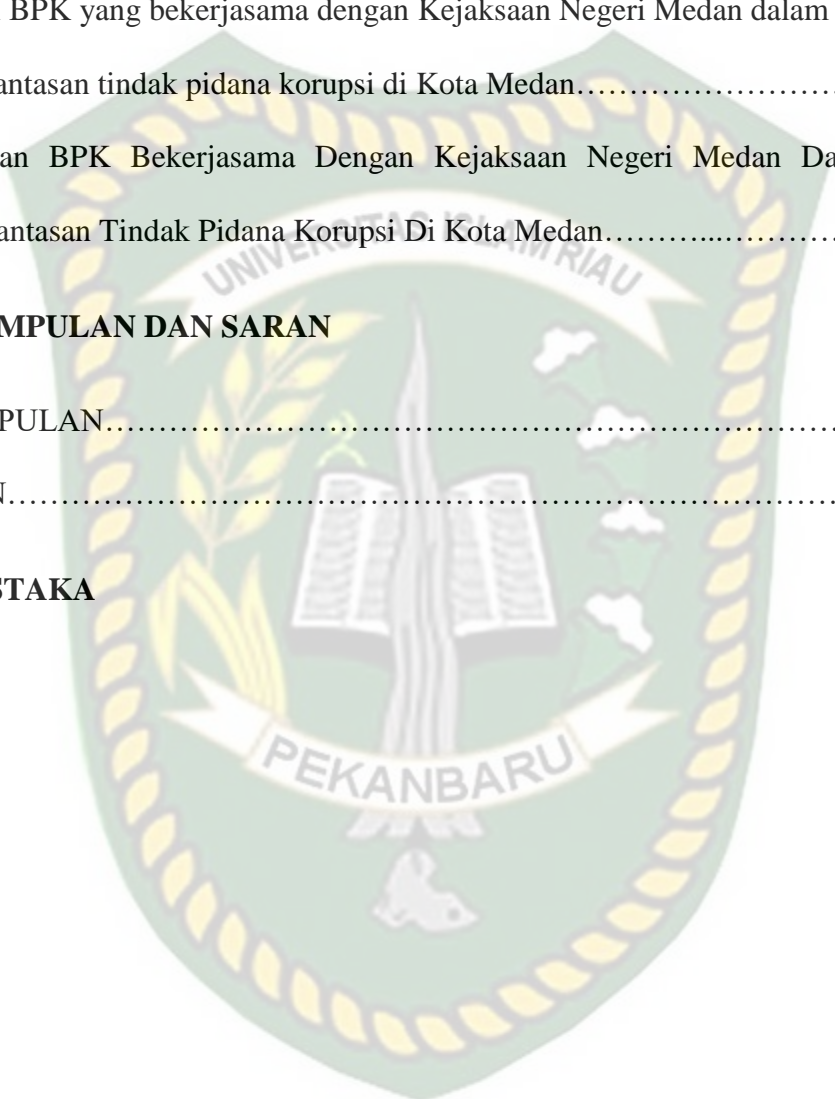 BPK yang bekerjasama dengan Kejaksaan Negeri Medan dalam
antasan tindak pidana korupsi di Kota Medan……………………
an BPK Bekerjasama Dengan Kejaksaan Negeri Medan Da
antasan Tindak Pidana Korupsi Di Kota Medan………...…………
UNIVERSITAS ISLAM RIAU
MPULAN DAN SARAN
PULAN……………………………………………………………
N……………………………………………………………………
STAKA
PEKANBARU